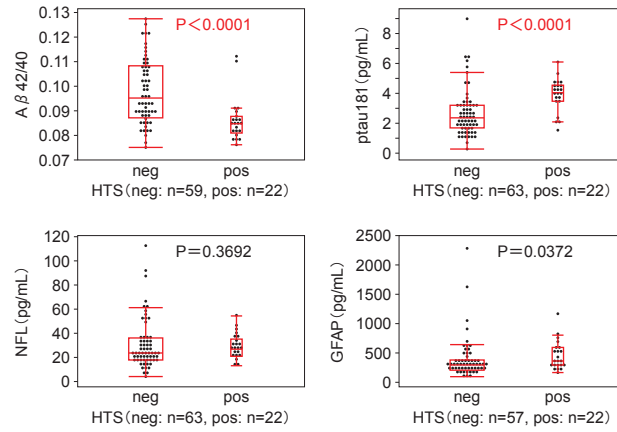 P＜0.0001
Aβ42/40
0.13
0.12
0.11
0.10
0.09
0.08
0.07
neg
pos
HTS（neg: n=59, pos: n=22）
P＜0.0001
ptau181（pg/mL）
8
6
4
2
0
neg
pos
HTS（neg: n=63, pos: n=22）
P＝0.3692
NFL（pg/mL）
120
100
80
60
40
20
0
neg
pos
HTS（neg: n=63, pos: n=22）
P＝0.0372
GFAP（pg/mL）
2500
2000
1500
1000
500
0
neg
pos
HTS（neg: n=57, pos: n=22）